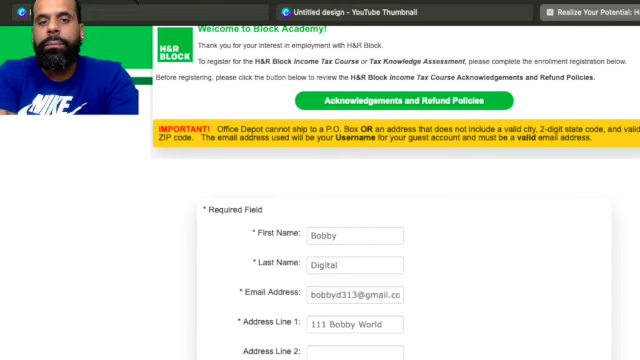 Untitled design - YouTube Thumbnail
Realize Your Potential: H
Welcome to Block Academy!
H&R
BLOCK
Thank you for your interest in employment with H&R Block.
To register for the H&R Block Income Tax Course or Tax Knowledge Assessment, please complete the enrollment registration below.
Before registering, please click the button below to review the H&R Block Income Tax Course Acknowledgements and Refund Policies.
Acknowledgements and Refund Policies
IMPORTANT! Office Depot cannot ship to a P.O. Box OR an address that does not include a valid city, 2-digit state code, and valid
ZIP code. The email address used will be your Username for your guest account and must be a valid email address.
NIKE
* Required Field
* First Name: Bobby
* Last Name: Digital
* Email Address: bobbyd313@gmail.co
* Address Line 1: 111 Bobby World
Address Line 2: